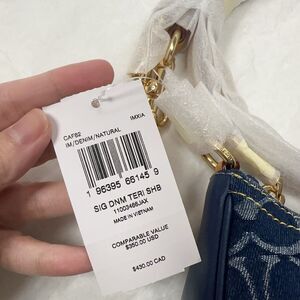 CAF82
IMXIA
IM/DENIM/NATURAL
1 96395 66145 9
SIG DNM TERI SHB
11002466JAX
MADE IN VIETNAM
COMPARABLE VALUE
$350.00 USD
$430.00 CAD